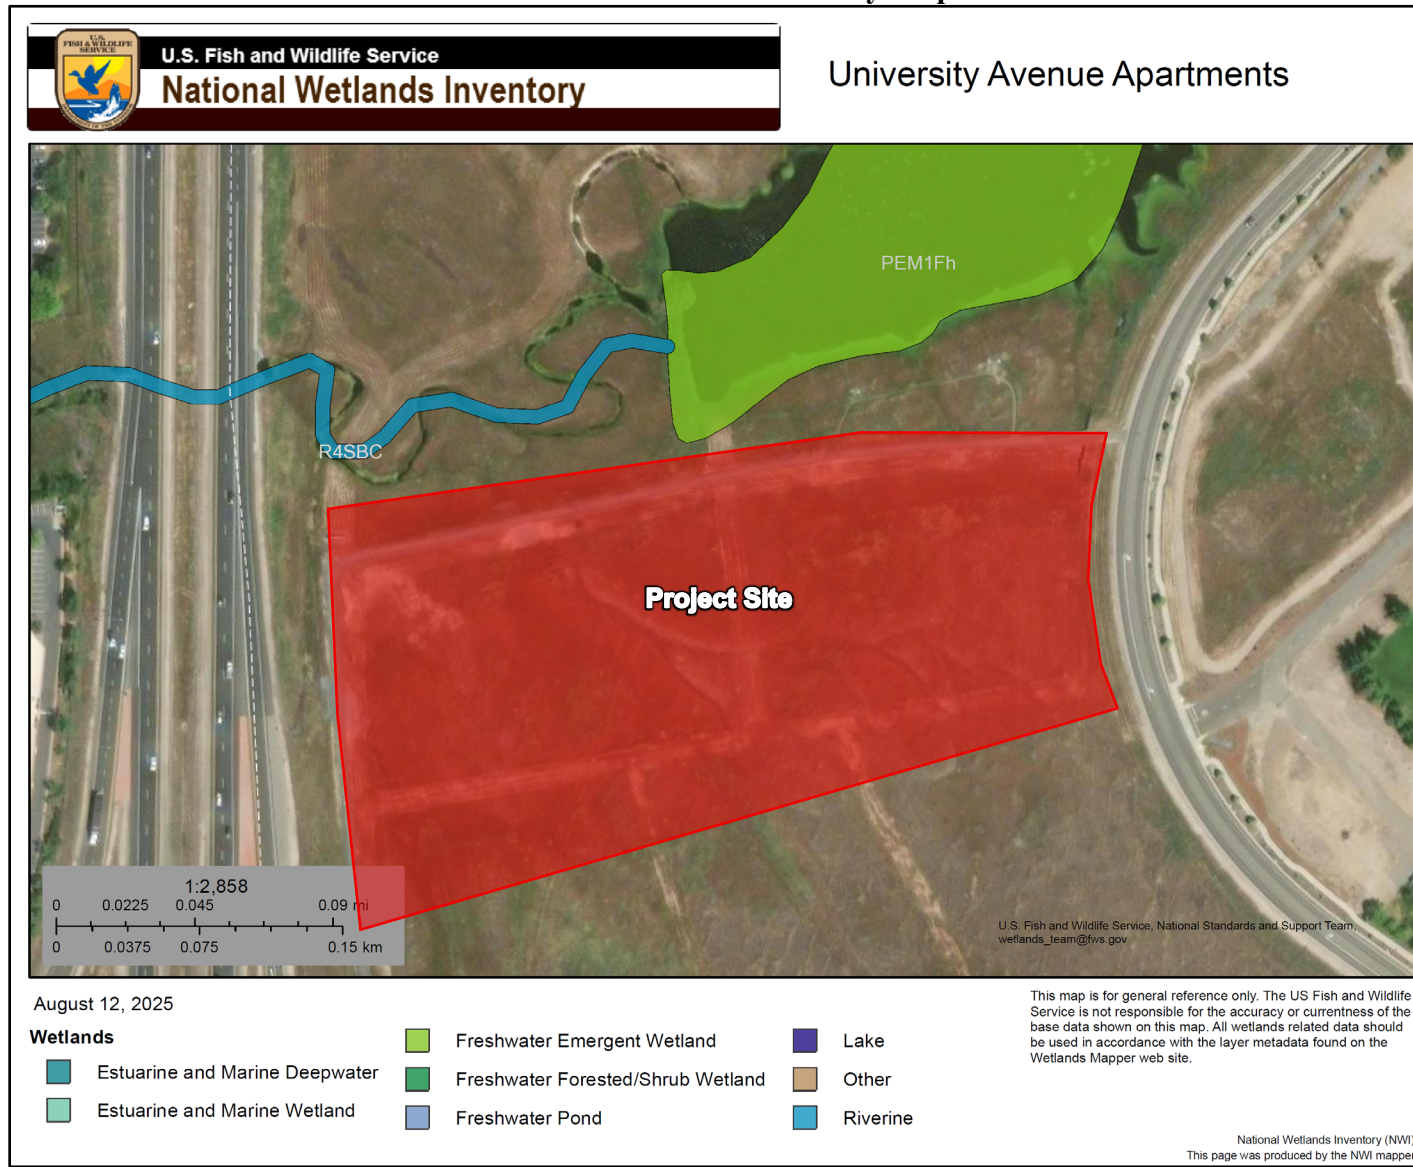 U.S.
FISH & WILDLIFE
SERVICE
U.S. Fish and Wildlife Service
National Wetlands Inventory
University Avenue Apartments
PEM1Fh
R4SBC
Project Site
1:2,858
0 0.0225 0.045 0.09 mi
0 0.0375 0.075 0.15 km
U.S. Fish and Wildlife Service, National Standards and Support Team,
wetlands_team@fws.gov
August 12, 2025
Wetlands
Estuarine and Marine Deepwater
Estuarine and Marine Wetland
Freshwater Emergent Wetland
Freshwater Forested/Shrub Wetland
Freshwater Pond
Lake
Other
Riverine
This map is for general reference only. The US Fish and Wildlife
Service is not responsible for the accuracy or currentness of the
base data shown on this map. All wetlands related data should
be used in accordance with the layer metadata found on the
Wetlands Mapper web site.
National Wetlands Inventory (NWI)
This page was produced by the NWI mapper